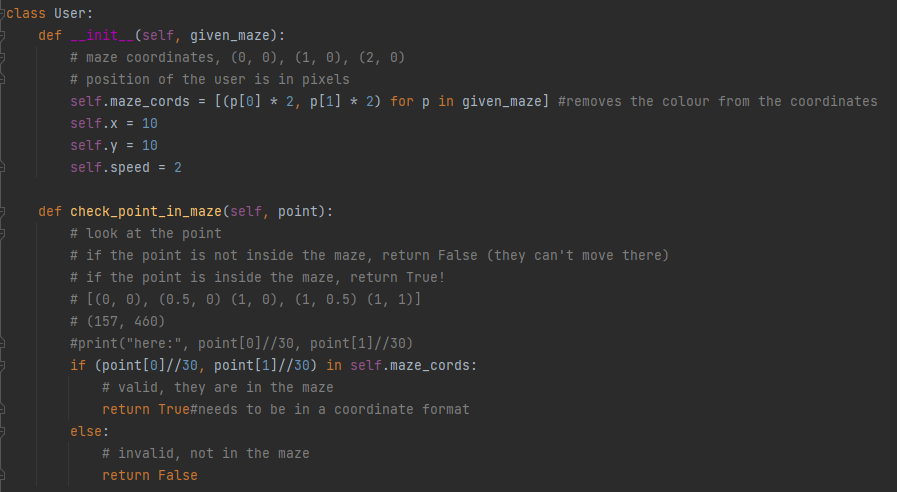 class User:
    def __init__(self, given_maze):
        # maze coordinates, (0, 0), (1, 0), (2, 0)
        # position of the user is in pixels
        self.maze_cords = [(p[0] * 2, p[1] * 2) for p in given_maze] #removes the colour from the coordinates
        self.x = 10
        self.y = 10
        self.speed = 2

    def check_point_in_maze(self, point):
        # look at the point
        # if the point is not inside the maze, return False (they can't move there)
        # if the point is inside the maze, return True!
        # [(0, 0), (0.5, 0) (1, 0), (1, 0.5) (1, 1)]
        # (157, 460)
        #print("here:", point[0]//30, point[1]//30)
        if (point[0]//30, point[1]//30) in self.maze_cords:
            # valid, they are in the maze
            return True#needs to be in a coordinate format
        else:
            # invalid, not in the maze
            return False